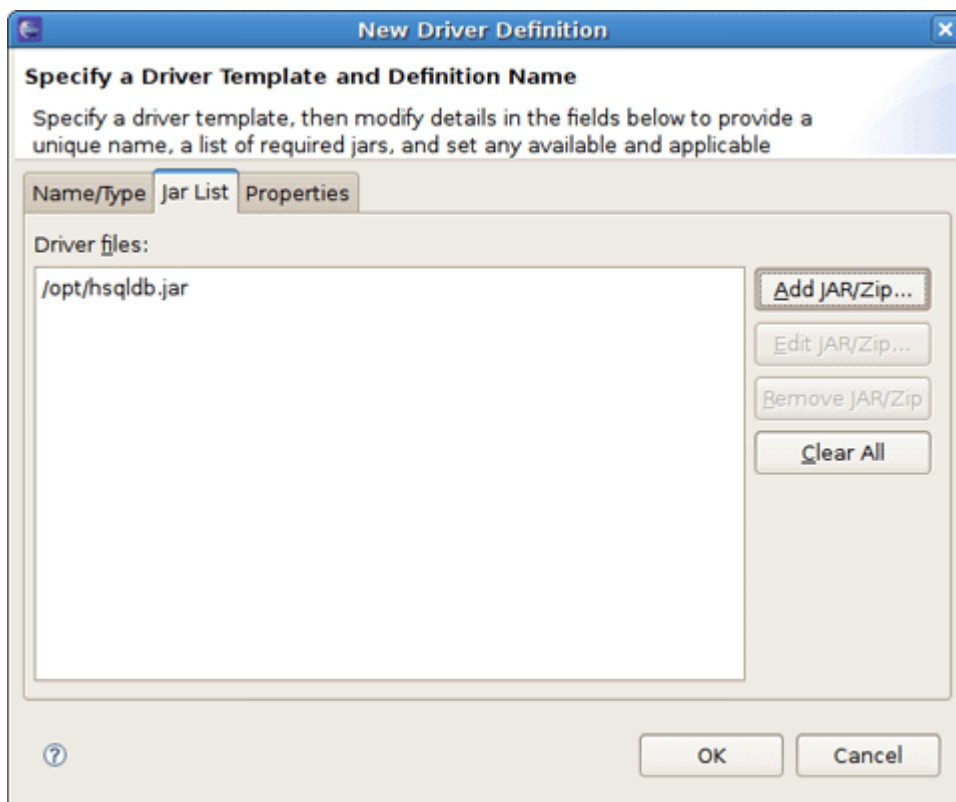 New Driver Definition
Specify a Driver Template and Definition Name
Specify a driver template, then modify details in the fields below to provide a
unique name, a list of required jars, and set any available and applicable
Name/Type Jar List Properties
Driver files:
/opt/hsqldb.jar
Add JAR/Zip...
Edit JAR/Zip...
Remove JAR/Zip
Clear All
OK Cancel